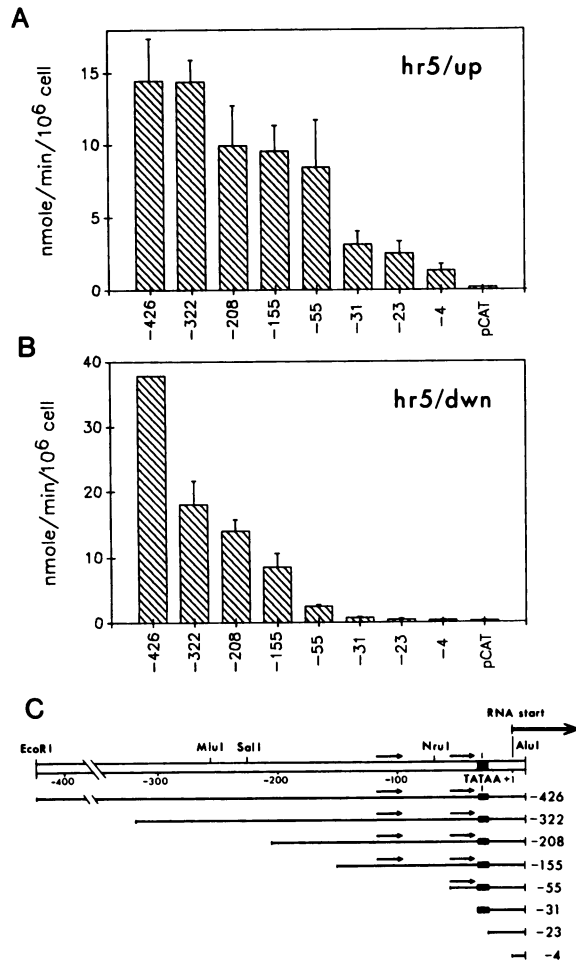 A
hr5/up
nmole/min/10⁶ cell
15
10
5
0
-426
-322
-208
-155
-55
-31
-23
-4
pCAT
B
hr5/dwn
nmole/min/10⁶ cell
40
30
20
10
0
-426
-322
-208
-155
-55
-31
-23
-4
pCAT
C
RNA start
EcoRI MluI SalI NruI AluI
-400 -300 -200 -100 TATAA +1
-426
-322
-208
-155
-55
-31
-23
-4